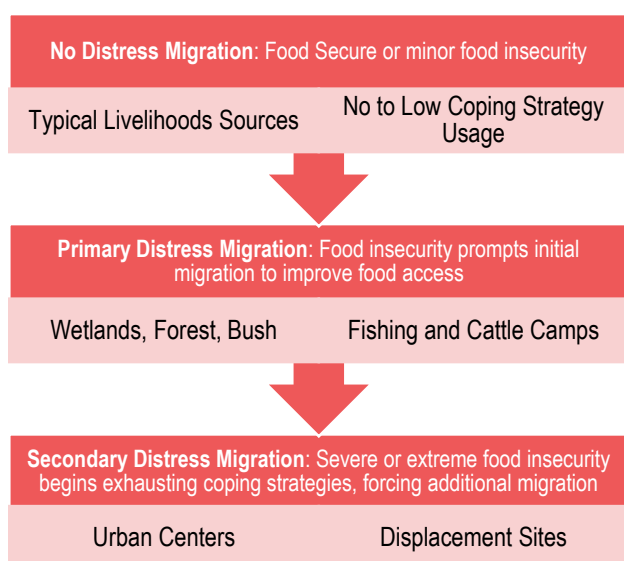 No Distress Migration: Food Secure or minor food insecurity
Typical Livelihoods Sources
No to Low Coping Strategy
Usage
Primary Distress Migration: Food insecurity prompts initial
migration to improve food access
Wetlands, Forest, Bush
Fishing and Cattle Camps
Secondary Distress Migration: Severe or extreme food insecurity
begins exhausting coping strategies, forcing additional migration
Urban Centers
Displacement Sites